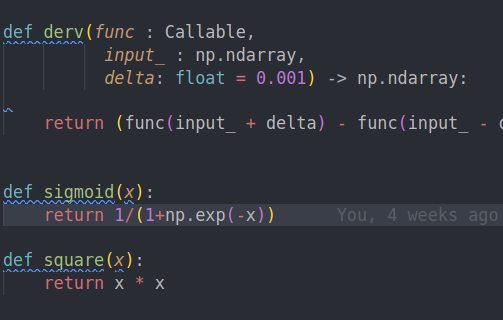 def derv(func : Callable,
input_ : np.ndarray,
delta: float = 0.001) -> np.ndarray:
return (func(input_ + delta) - func(input_ -
def sigmoid(x):
return 1/(1+np.exp(-x)) You, 4 weeks ago
def square(x):
return x * x